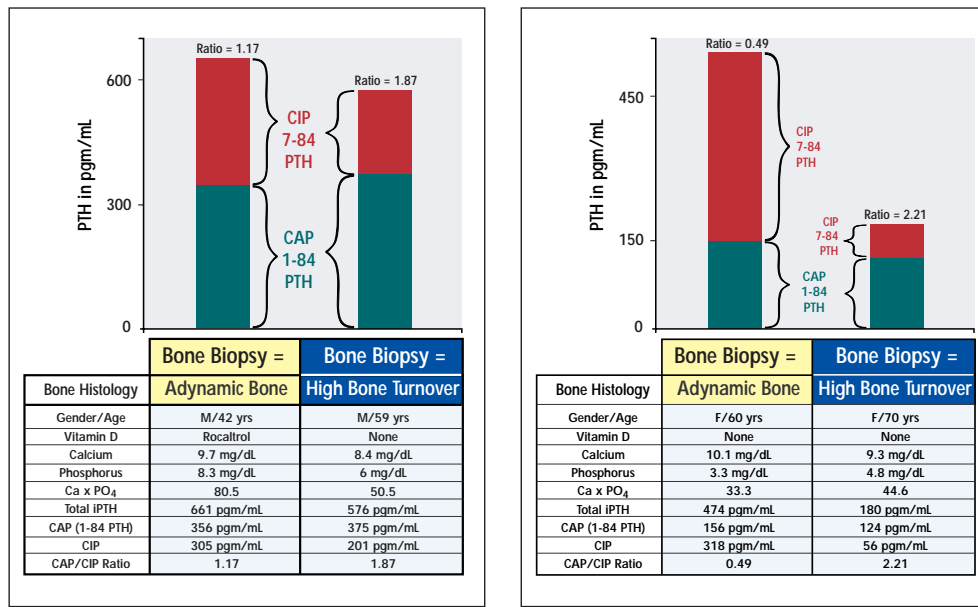 Ratio = 1.17
Ratio = 1.87
600
300
0
PTH in pgm/mL
CIP
7-84
PTH
CAP
1-84
PTH
Bone Biopsy =
Bone Biopsy =
Bone Histology
Adynamic Bone
High Bone Turnover
Gender/Age M/42 yrs M/59 yrs
Vitamin D Rocaltrol None
Calcium 9.7 mg/dL 8.4 mg/dL
Phosphorus 8.3 mg/dL 6 mg/dL
Ca x PO4 80.5 50.5
Total iPTH 661 pgm/mL 576 pgm/mL
CAP (1-84 PTH) 356 pgm/mL 375 pgm/mL
CIP 305 pgm/mL 201 pgm/mL
CAP/CIP Ratio 1.17 1.87
Ratio = 0.49
450
150
0
PTH in pgm/mL
CIP
7-84
PTH
Ratio = 2.21
CIP
7-84
PTH
CAP
1-84
PTH
Bone Biopsy =
Bone Biopsy =
Bone Histology
Adynamic Bone
High Bone Turnover
Gender/Age F/60 yrs F/70 yrs
Vitamin D None None
Calcium 10.1 mg/dL 9.3 mg/dL
Phosphorus 3.3 mg/dL 4.8 mg/dL
Ca x PO4 33.3 44.6
Total iPTH 474 pgm/mL 180 pgm/mL
CAP (1-84 PTH) 156 pgm/mL 124 pgm/mL
CIP 318 pgm/mL 56 pgm/mL
CAP/CIP Ratio 0.49 2.21